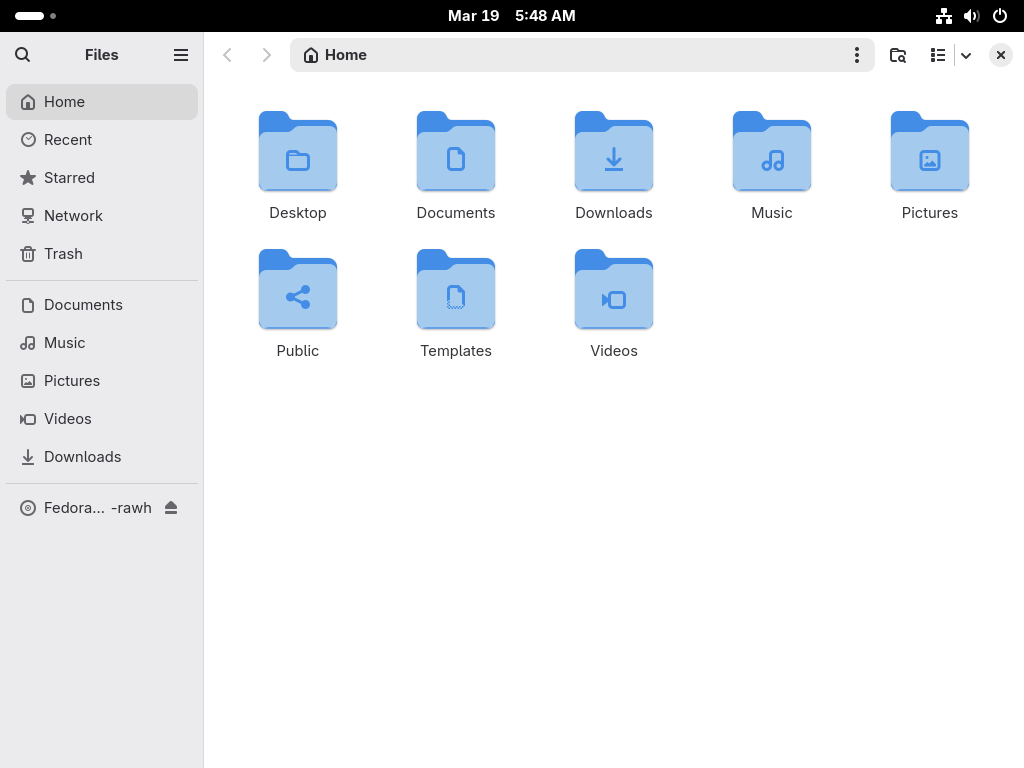 Mar 19 5:48 AM
Files
Home
Home
Recent
Starred
Network
Trash
Documents
Music
Pictures
Videos
Downloads
Fedora... -rawh
Desktop Documents Downloads Music Pictures
Public Templates Videos